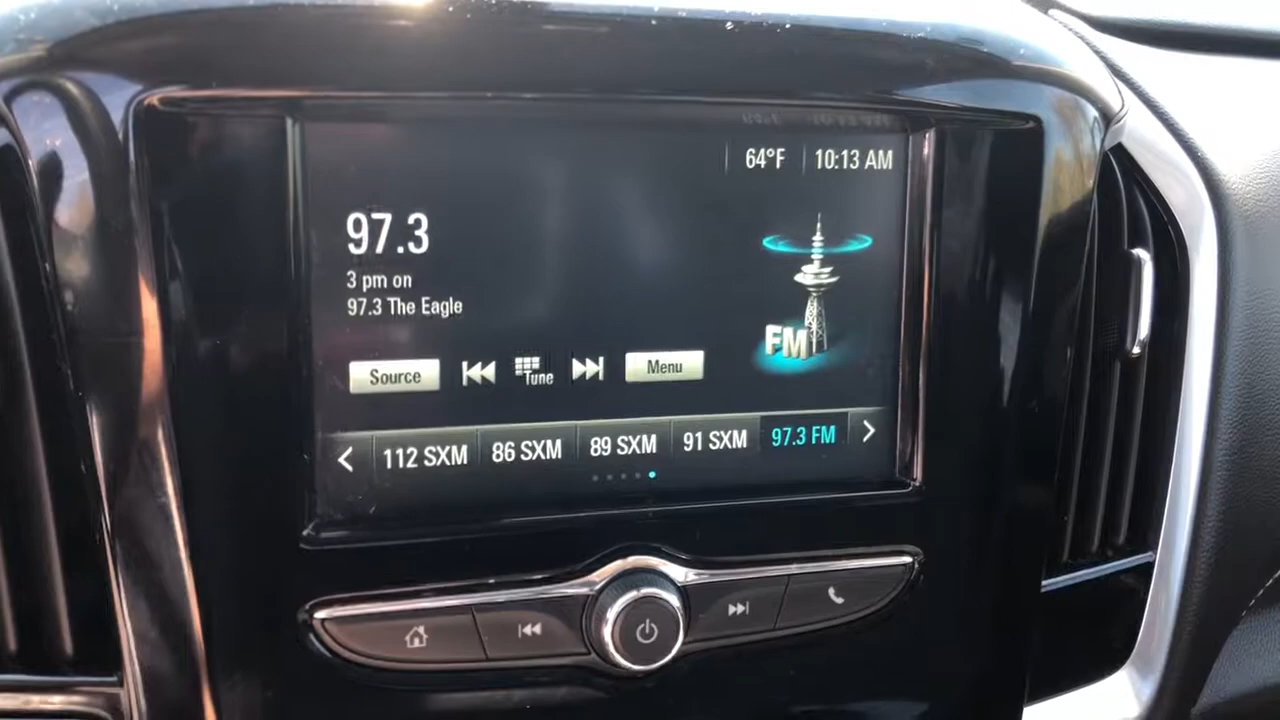 64°F 10:13 AM
97.3
3 pm on
97.3 The Eagle
FM
Source Tune Menu
112 SXM 86 SXM 89 SXM 91 SXM 97.3 FM